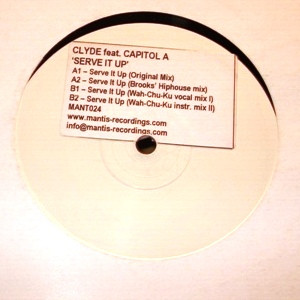 CLYDE feat. CAPITOL A
'SERVE IT UP'
A1 – Serve It Up (Original Mix)
A2 – Serve It Up (Brooks' Hiphouse mix)
B1 – Serve It Up (Wah-Chu-Ku vocal mix I)
B2 – Serve It Up (Wah-Chu-Ku instr. mix II)
MANT024
www.mantis-recordings.com
info@mantis-recordings.com